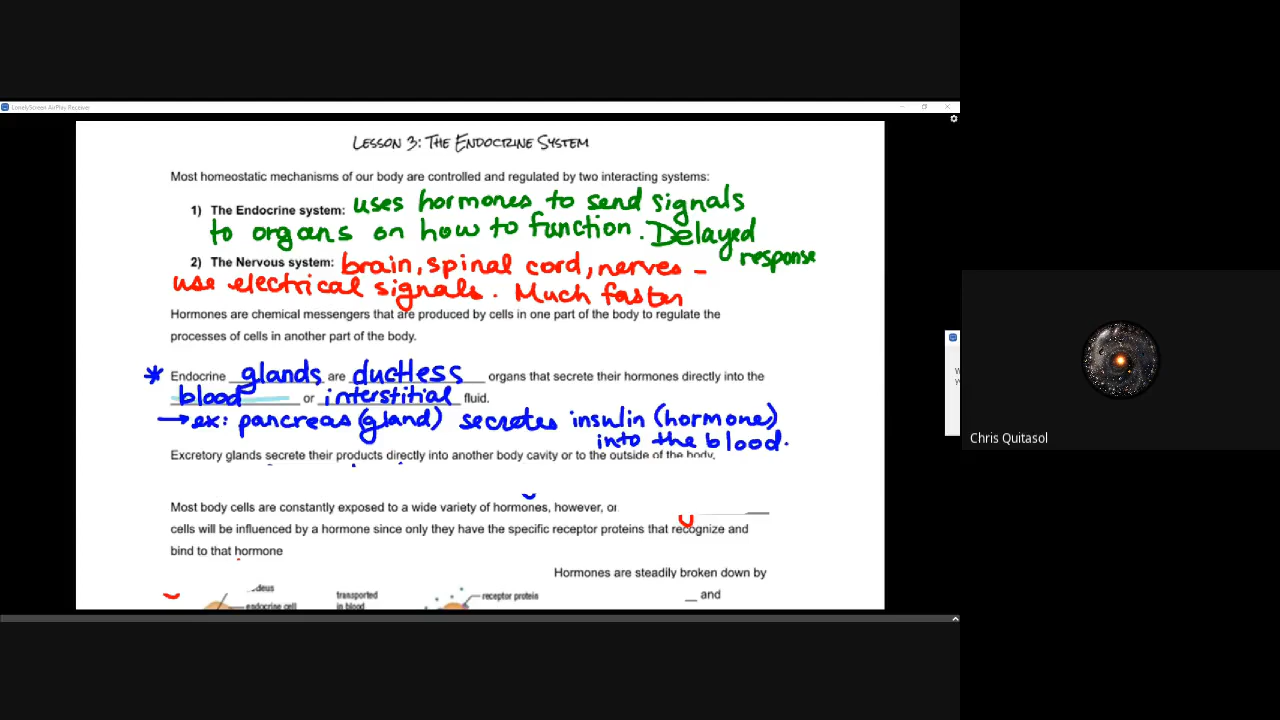 LonelyScreen AirPlay Receiver
LESSON 3: THE ENDOCRINE SYSTEM
Most homeostatic mechanisms of our body are controlled and regulated by two interacting systems:
1) The Endocrine system: uses hormones to send signals
to organs on how to function. Delayed
response
2) The Nervous system: brain, spinal cord, nerves -
use electrical signals. Much faster
Hormones are chemical messengers that are produced by cells in one part of the body to regulate the
processes of cells in another part of the body.
* Endocrine glands are ductless organs that secrete their hormones directly into the
blood or interstitial fluid.
→ ex: pancreas (gland) secretes insulin (hormone)
into the blood.
Excretory glands secrete their products directly into another body cavity or to the outside of the body.
Most body cells are constantly exposed to a wide variety of hormones, however, 
cells will be influenced by a hormone since only they have the specific receptor proteins that recognize and
bind to that hormone
Hormones are steadily broken down by
__ and
transported
in blood
receptor protein
endocrine cell
Chris Quitasol